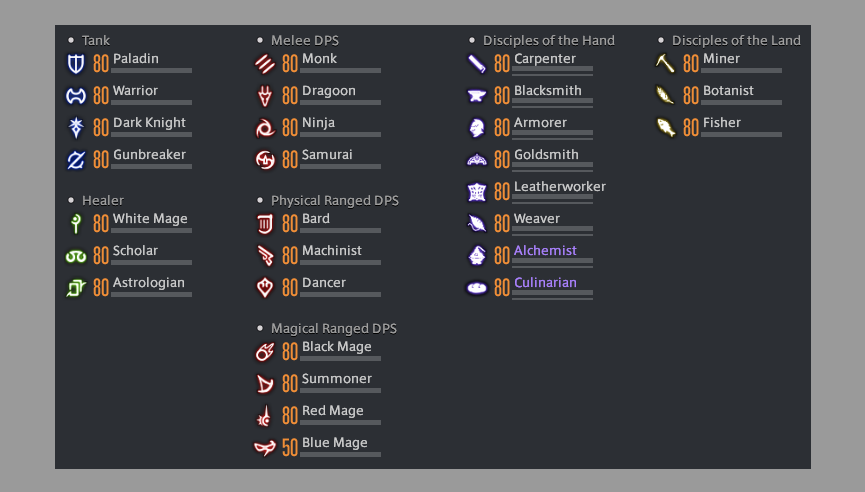 Tank
80 Paladin
80 Warrior
80 Dark Knight
80 Gunbreaker
Healer
80 White Mage
80 Scholar
80 Astrologian
Melee DPS
80 Monk
80 Dragoon
80 Ninja
80 Samurai
Physical Ranged DPS
80 Bard
80 Machinist
80 Dancer
Magical Ranged DPS
80 Black Mage
80 Summoner
80 Red Mage
50 Blue Mage
Disciples of the Hand
80 Carpenter
80 Blacksmith
80 Armorer
80 Goldsmith
80 Leatherworker
80 Weaver
80 Alchemist
80 Culinarian
Disciples of the Land
80 Miner
80 Botanist
80 Fisher